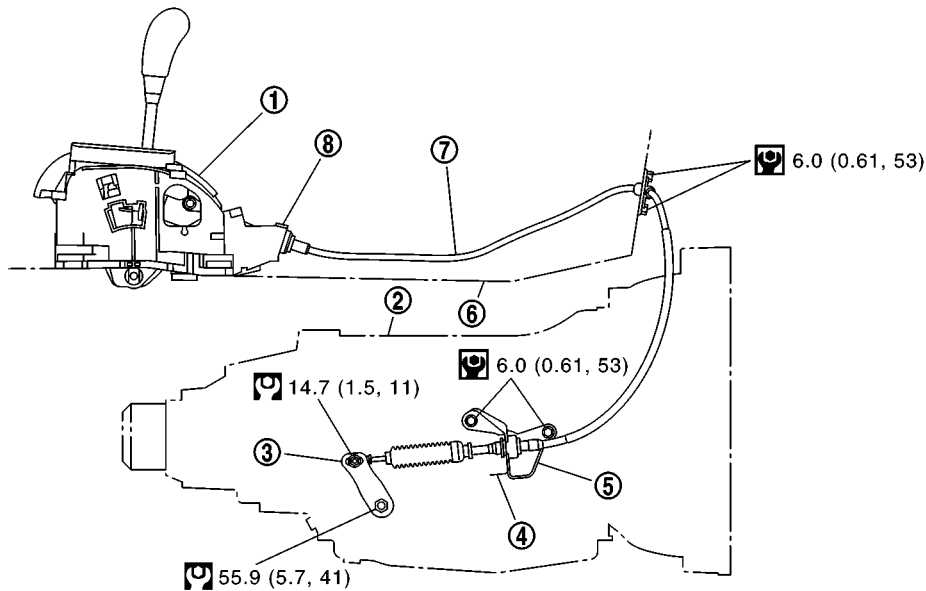 ①
⑧
⑦
6.0 (0.61, 53)
②
⑥
6.0 (0.61, 53)
14.7 (1.5, 11)
③
⑤
④
55.9 (5.7, 41)